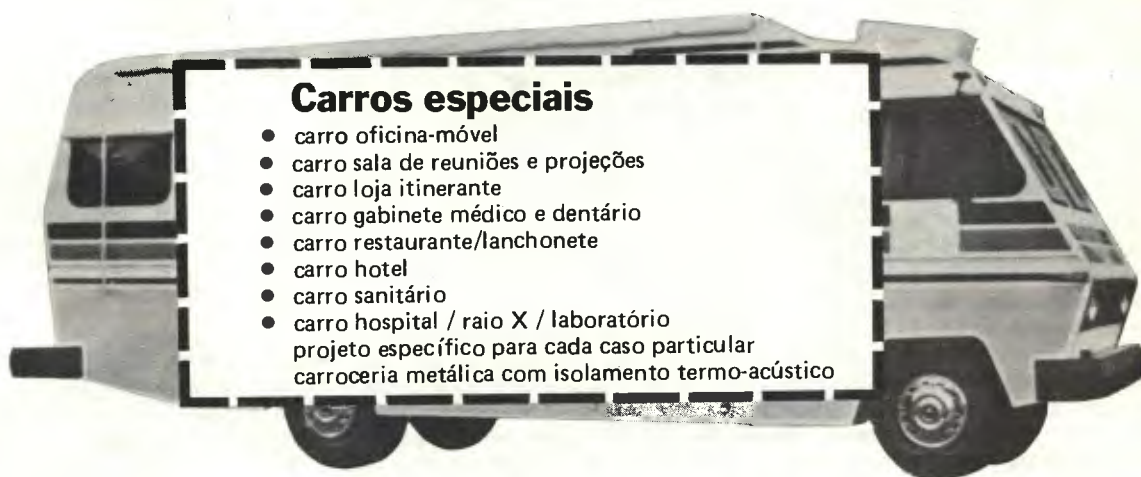 Carros especiais
● carro oficina-móvel
● carro sala de reuniões e projeções
● carro loja itinerante
● carro gabinete médico e dentário
● carro restaurante/lanchonete
● carro hotel
● carro sanitário
● carro hospital / raio X / laboratório
projeto específico para cada caso particular
carroceria metálica com isolamento termo-acústico